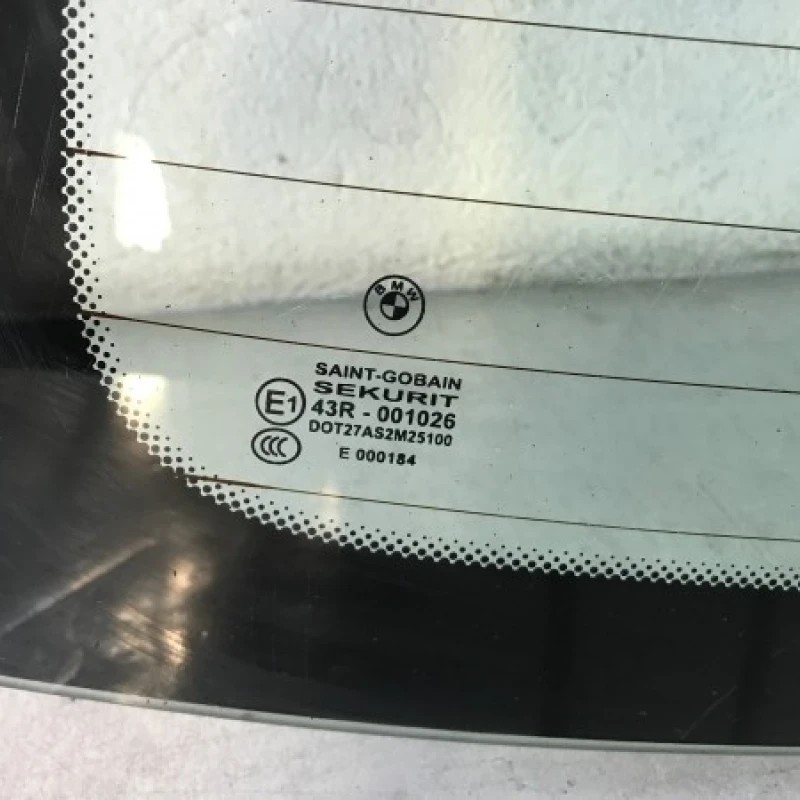 BMW
SAINT-GOBAIN
SEKURIT
E1
43R - 001026
DOT27AS2M25100
CCC
E 000184